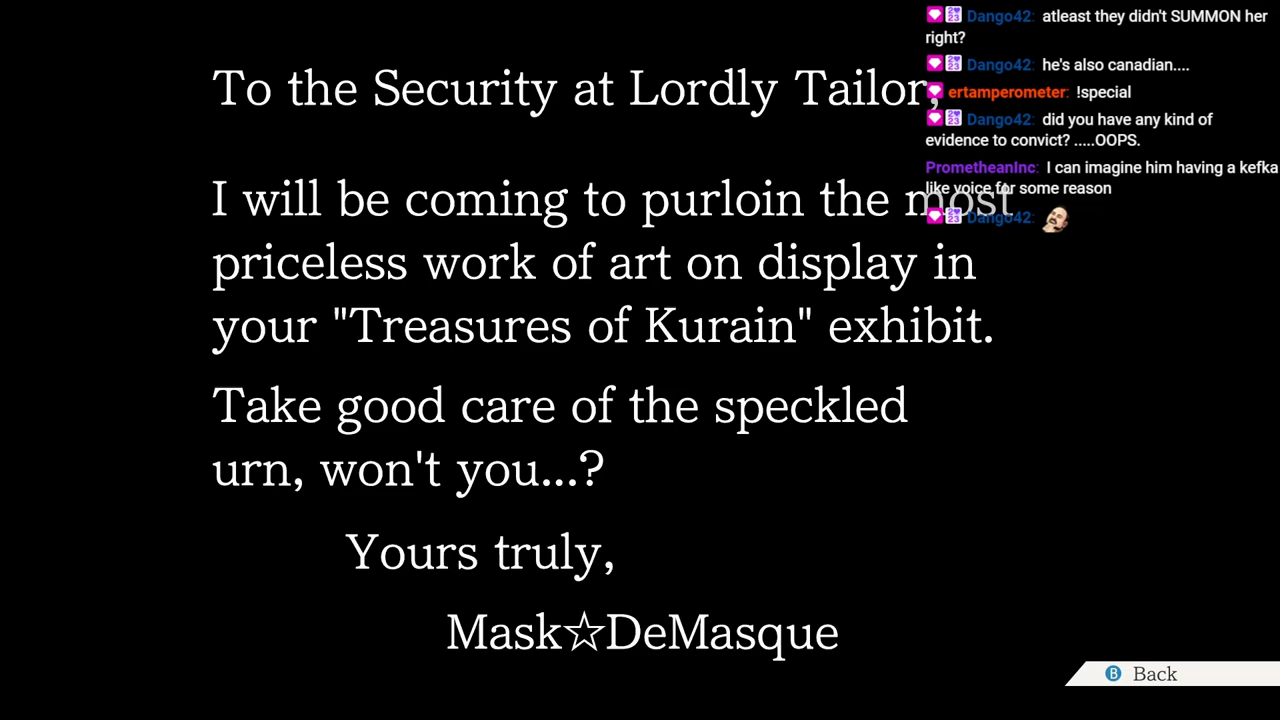 To the Security at Lordly Tailor,
I will be coming to purloin the most
priceless work of art on display in
your "Treasures of Kurain" exhibit.
Take good care of the speckled
urn, won't you...?
Yours truly,
Mask☆DeMasque
B Back
Dango42: atleast they didn't SUMMON her
right?
Dango42: he's also canadian....
ertamperometer: !special
Dango42: did you have any kind of
evidence to convict? .....OOPS.
PrometheanInc: I can imagine him having a kefka
like voice for some reason
Dango42: